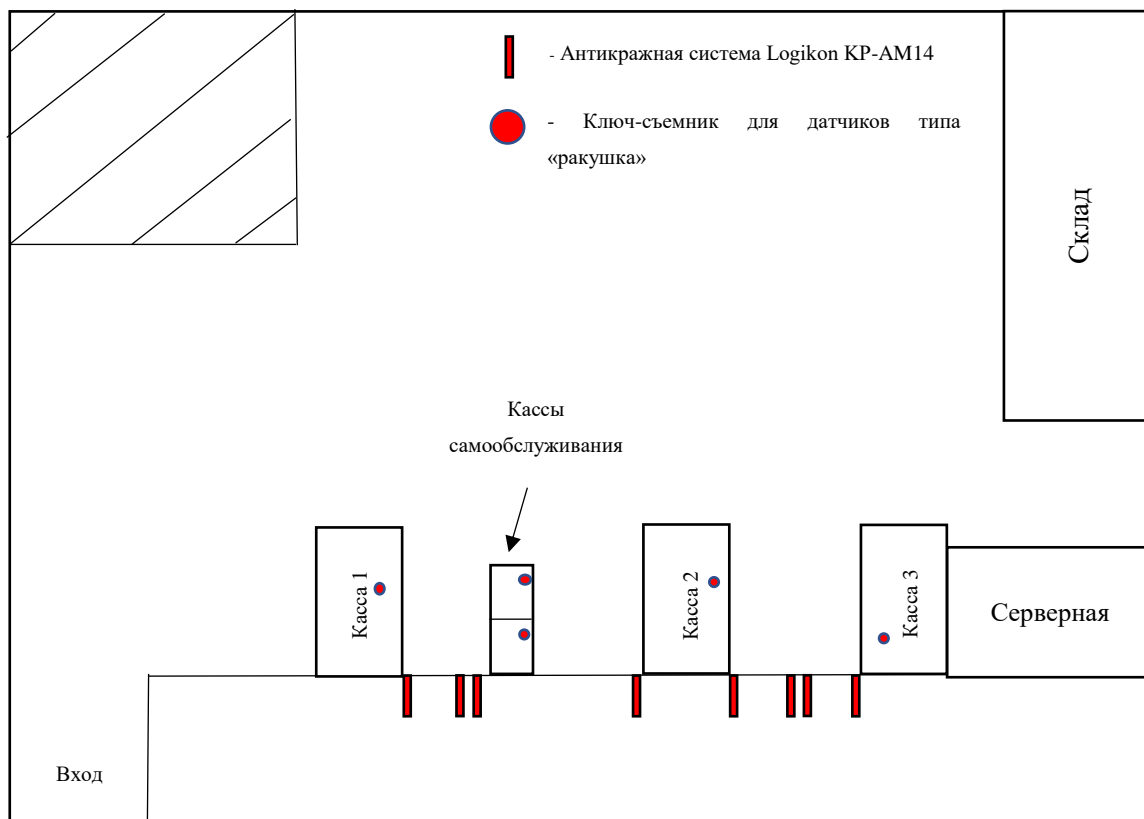 - Антикражная система Logikon KP-AM14
- Ключ-съемник для датчиков типа
«ракушка»
Склад
Кассы
самообслуживания
Касса 1
Касса 2
Касса 3
Серверная
Вход